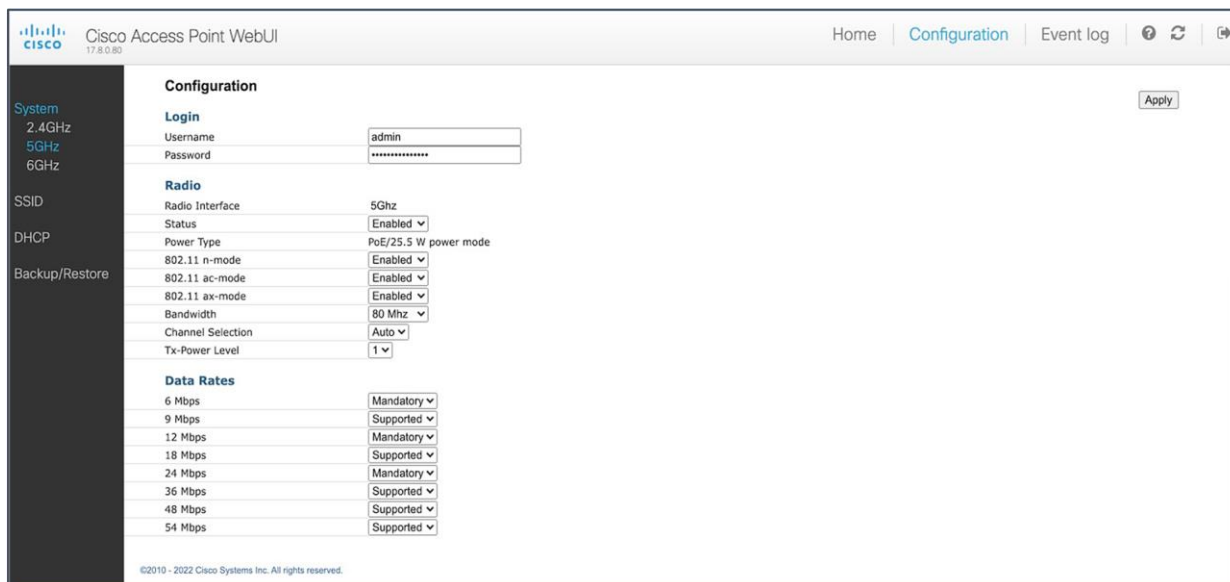 CISCO
Cisco Access Point WebUI
17.8.0.80
Home Configuration Event log
System
2.4GHz
5GHz
6GHz
SSID
DHCP
Backup/Restore
Configuration
Apply
Login
Username admin
Password ••••••••••••••
Radio
Radio Interface 5Ghz
Status Enabled
Power Type PoE/25.5 W power mode
802.11 n-mode Enabled
802.11 ac-mode Enabled
802.11 ax-mode Enabled
Bandwidth 80 Mhz
Channel Selection Auto
Tx-Power Level 1
Data Rates
6 Mbps Mandatory
9 Mbps Supported
12 Mbps Mandatory
18 Mbps Supported
24 Mbps Mandatory
36 Mbps Supported
48 Mbps Supported
54 Mbps Supported
©2010 - 2022 Cisco Systems Inc. All rights reserved.